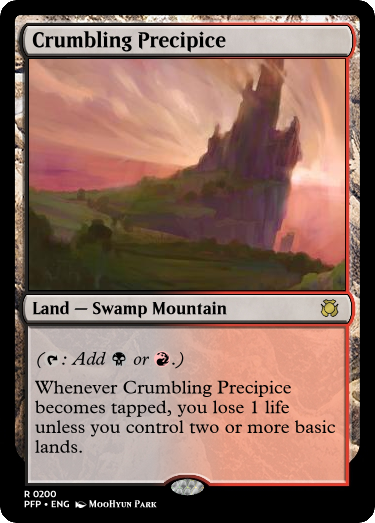 Crumbling Precipice
Land — Swamp Mountain
(: Add or .)
Whenever Crumbling Precipice
becomes tapped, you lose 1 life
unless you control two or more basic
lands.
R 0200
PFP • ENG MooHyun Park